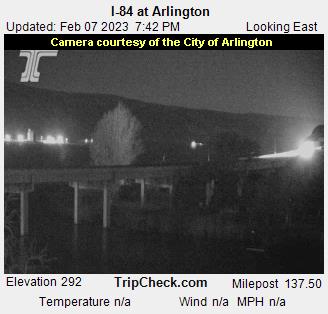 I-84 at Arlington
Updated: Feb 07 2023 7:42 PM Looking East
Camera courtesy of the City of Arlington
Elevation 292 TripCheck.com Milepost 137.50
Temperature n/a Wind n/a MPH n/a